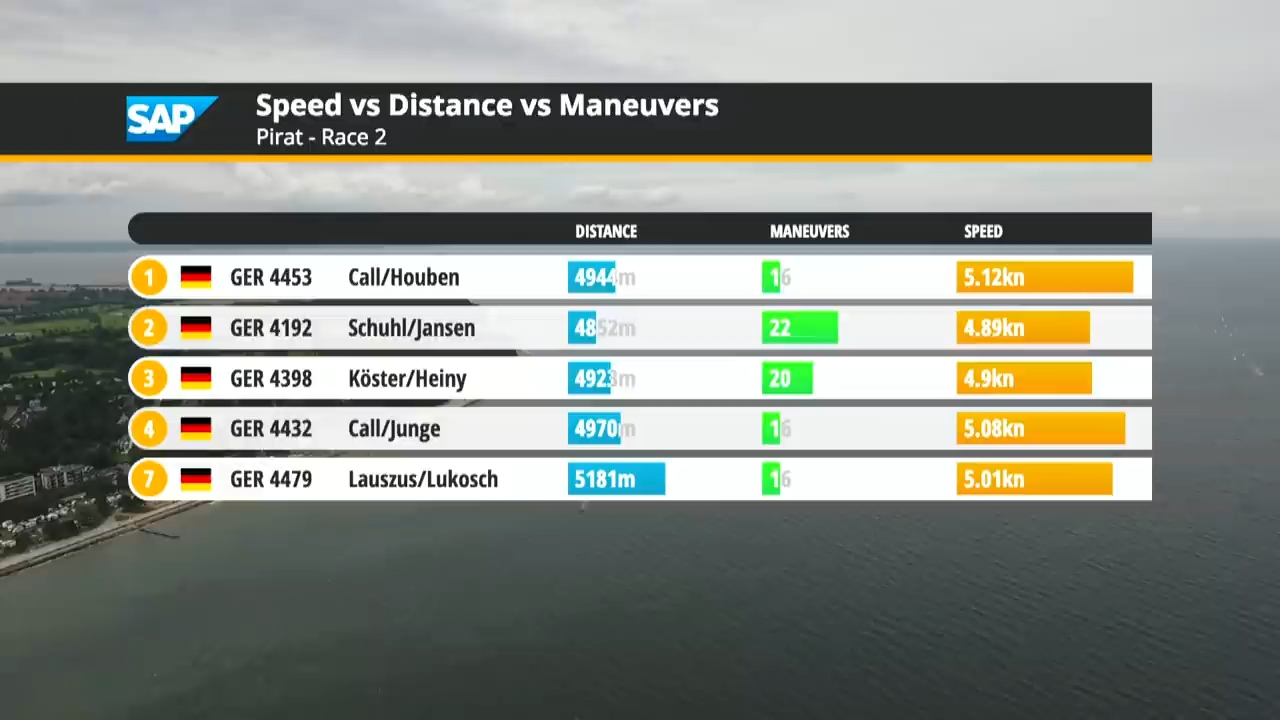 SAP
Speed vs Distance vs Maneuvers
Pirat - Race 2
DISTANCE MANEUVERS SPEED
1 GER 4453 Call/Houben 4944m 16 5.12kn
2 GER 4192 Schuhl/Jansen 4852m 22 4.89kn
3 GER 4398 Köster/Heiny 4923m 20 4.9kn
4 GER 4432 Call/Junge 4970m 16 5.08kn
7 GER 4479 Lauszus/Lukosch 5181m 16 5.01kn